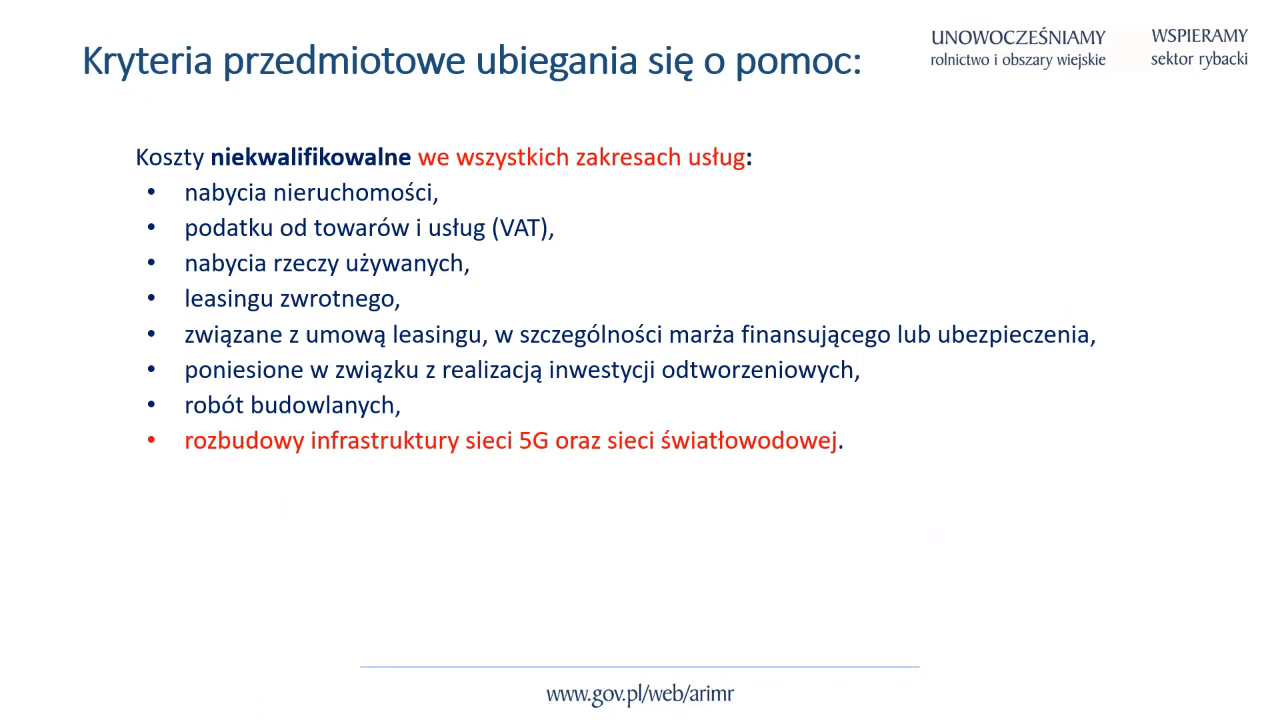 Kryteria przedmiotowe ubiegania się o pomoc:
UNOWOCZEŚNIAMY
rolnictwo i obszary wiejskie
WSPIERAMY
sektor rybacki
Koszty niekwalifikowalne we wszystkich zakresach usług:
• nabycia nieruchomości,
• podatku od towarów i usług (VAT),
• nabycia rzeczy używanych,
• leasingu zwrotnego,
• związane z umową leasingu, w szczególności marża finansującego lub ubezpieczenia,
• poniesione w związku z realizacją inwestycji odtworzeniowych,
• robót budowlanych,
• rozbudowy infrastruktury sieci 5G oraz sieci światłowodowej.
www.gov.pl/web/arimr